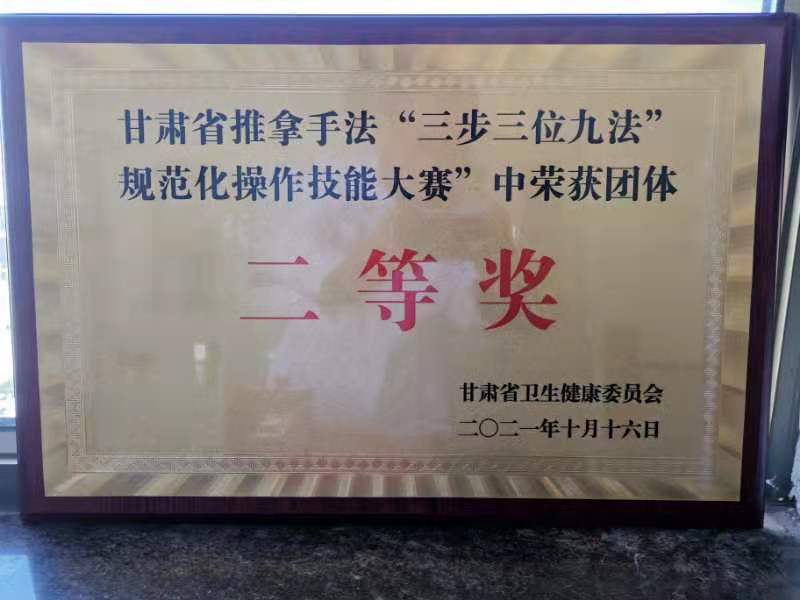 甘肃省推拿手法“三步三位九法”
规范化操作技能大赛”中荣获团体
二等奖
甘肃省卫生健康委员会
二〇二一年十月十六日